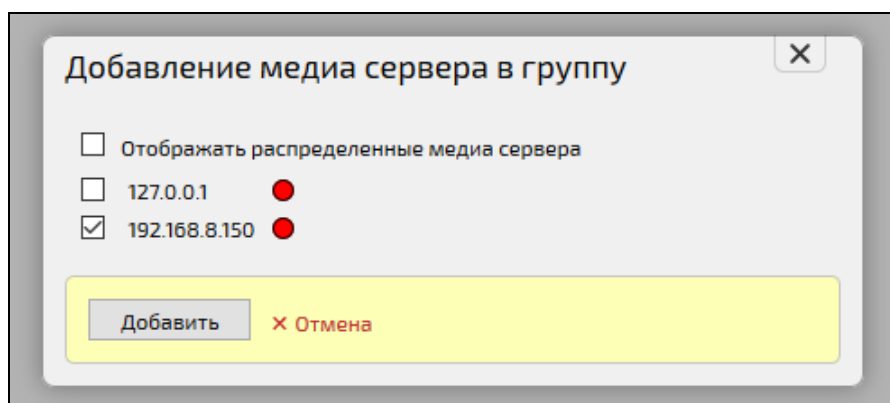 Добавление медиа сервера в группу
Отображать распределенные медиа сервера
127.0.0.1
192.168.8.150
Добавить × Отмена